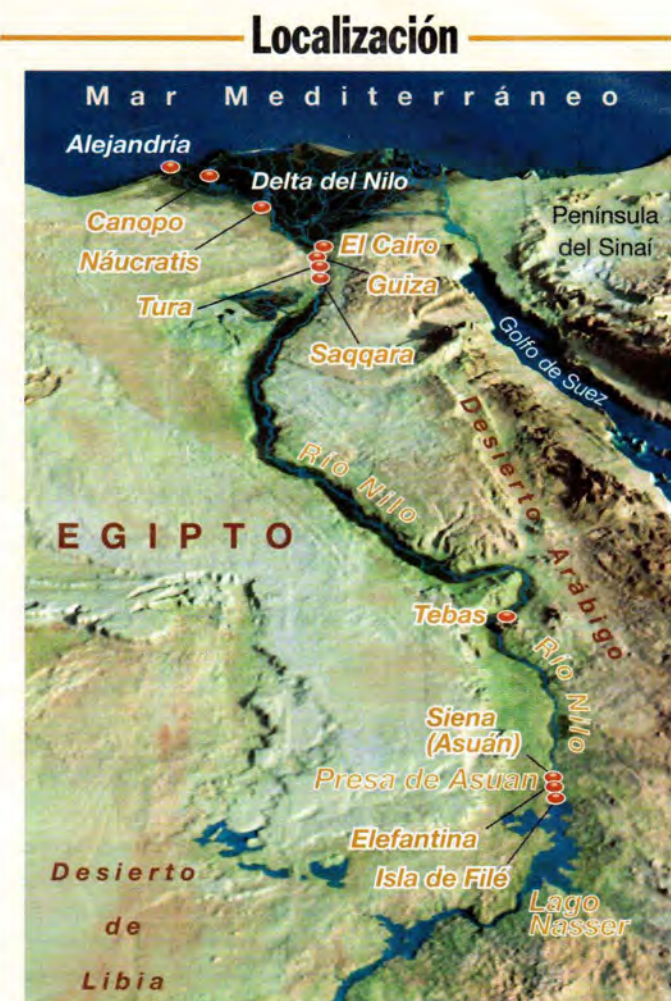 Localización
Mar Mediterráneo
Alejandría
Delta del Nilo
Canopo
Península
del Sinaí
Náucratis
El Cairo
Guiza
Tura
Saqqara
Golfo de Suez
Desierto Arábigo
Río Nilo
EGIPTO
Tebas
Río Nilo
Siena
(Asuán)
Presa de Asuan
Elefantina
Isla de Filé
Desierto
de
Libia
Lago
Nasser